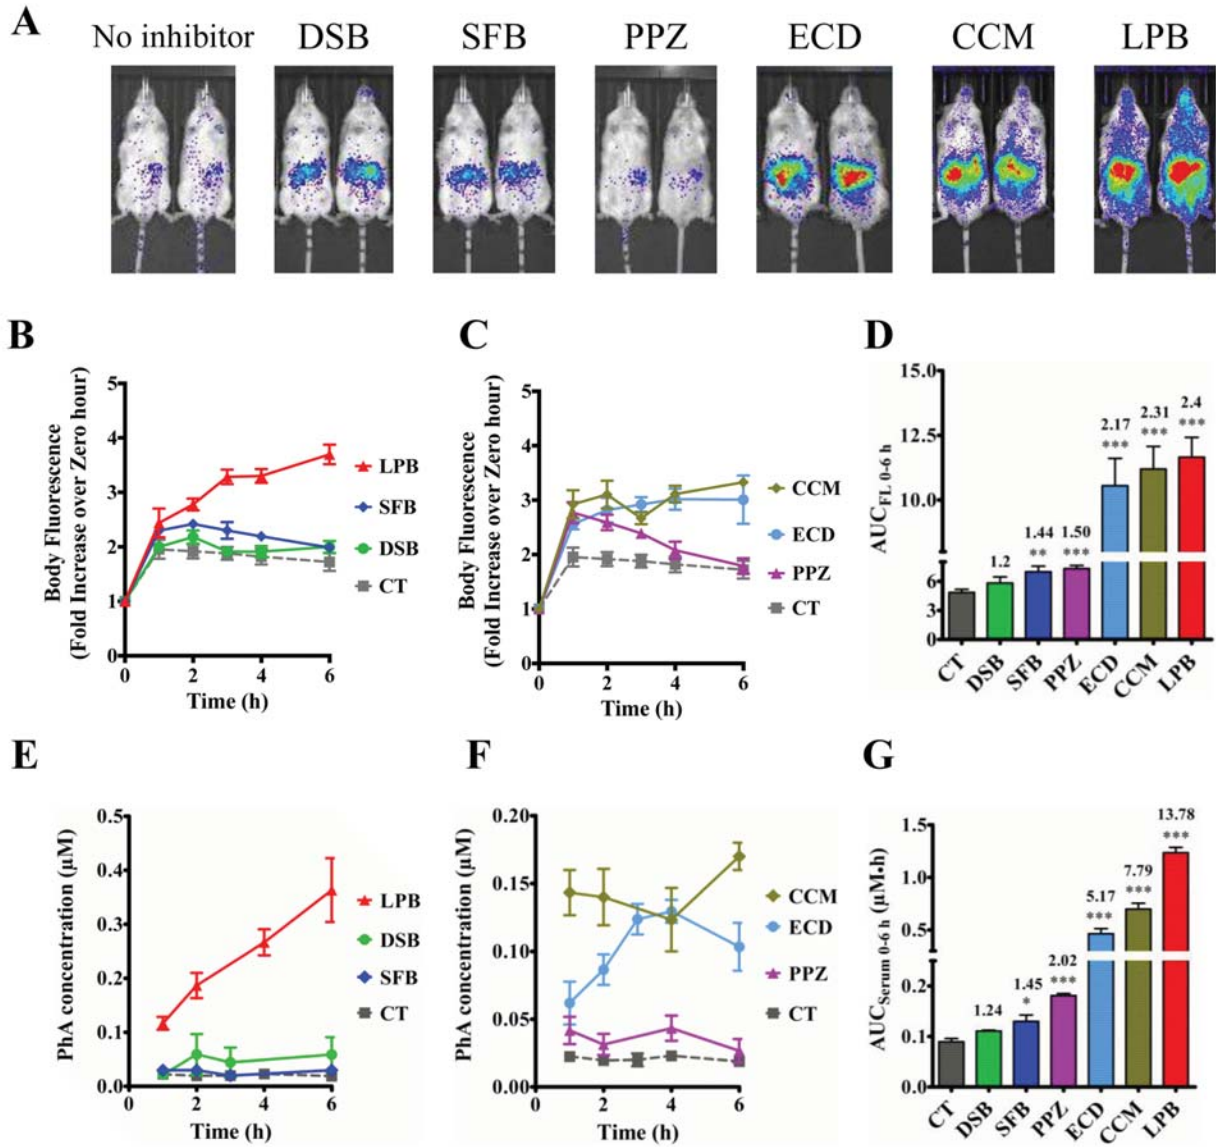 A
No inhibitor DSB SFB PPZ ECD CCM LPB
B
Body Fluorescence
(Fold Increase over Zero hour)
5
4
3
2
1
0 2 4 6
Time (h)
LPB
SFB
DSB
CT
C
Body Fluorescence
(Fold Increase over Zero hour)
5
4
3
2
1
0
0 2 4 6
Time (h)
CCM
ECD
PPZ
CT
D
AUC FL 0-6 h
15.0
12.5
10.0
6
3
0
1.2
1.44
**
1.50
***
2.17
***
2.31
***
2.4
***
CT DSB SFB PPZ ECD CCM LPB
E
PhA concentration (μM)
0.5
0.4
0.3
0.2
0.1
0.0
0 2 4 6
Time (h)
LPB
DSB
SFB
CT
F
PhA concentration (μM)
0.20
0.15
0.10
0.05
0.00
0 2 4 6
Time (h)
CCM
ECD
PPZ
CT
G
AUC Serum 0-6 h (μM•h)
1.5
1.0
0.5
0.2
0.1
0.0
1.24
1.45
*
2.02
***
5.17
***
7.79
***
13.78
***
CT DSB SFB PPZ ECD CCM LPB